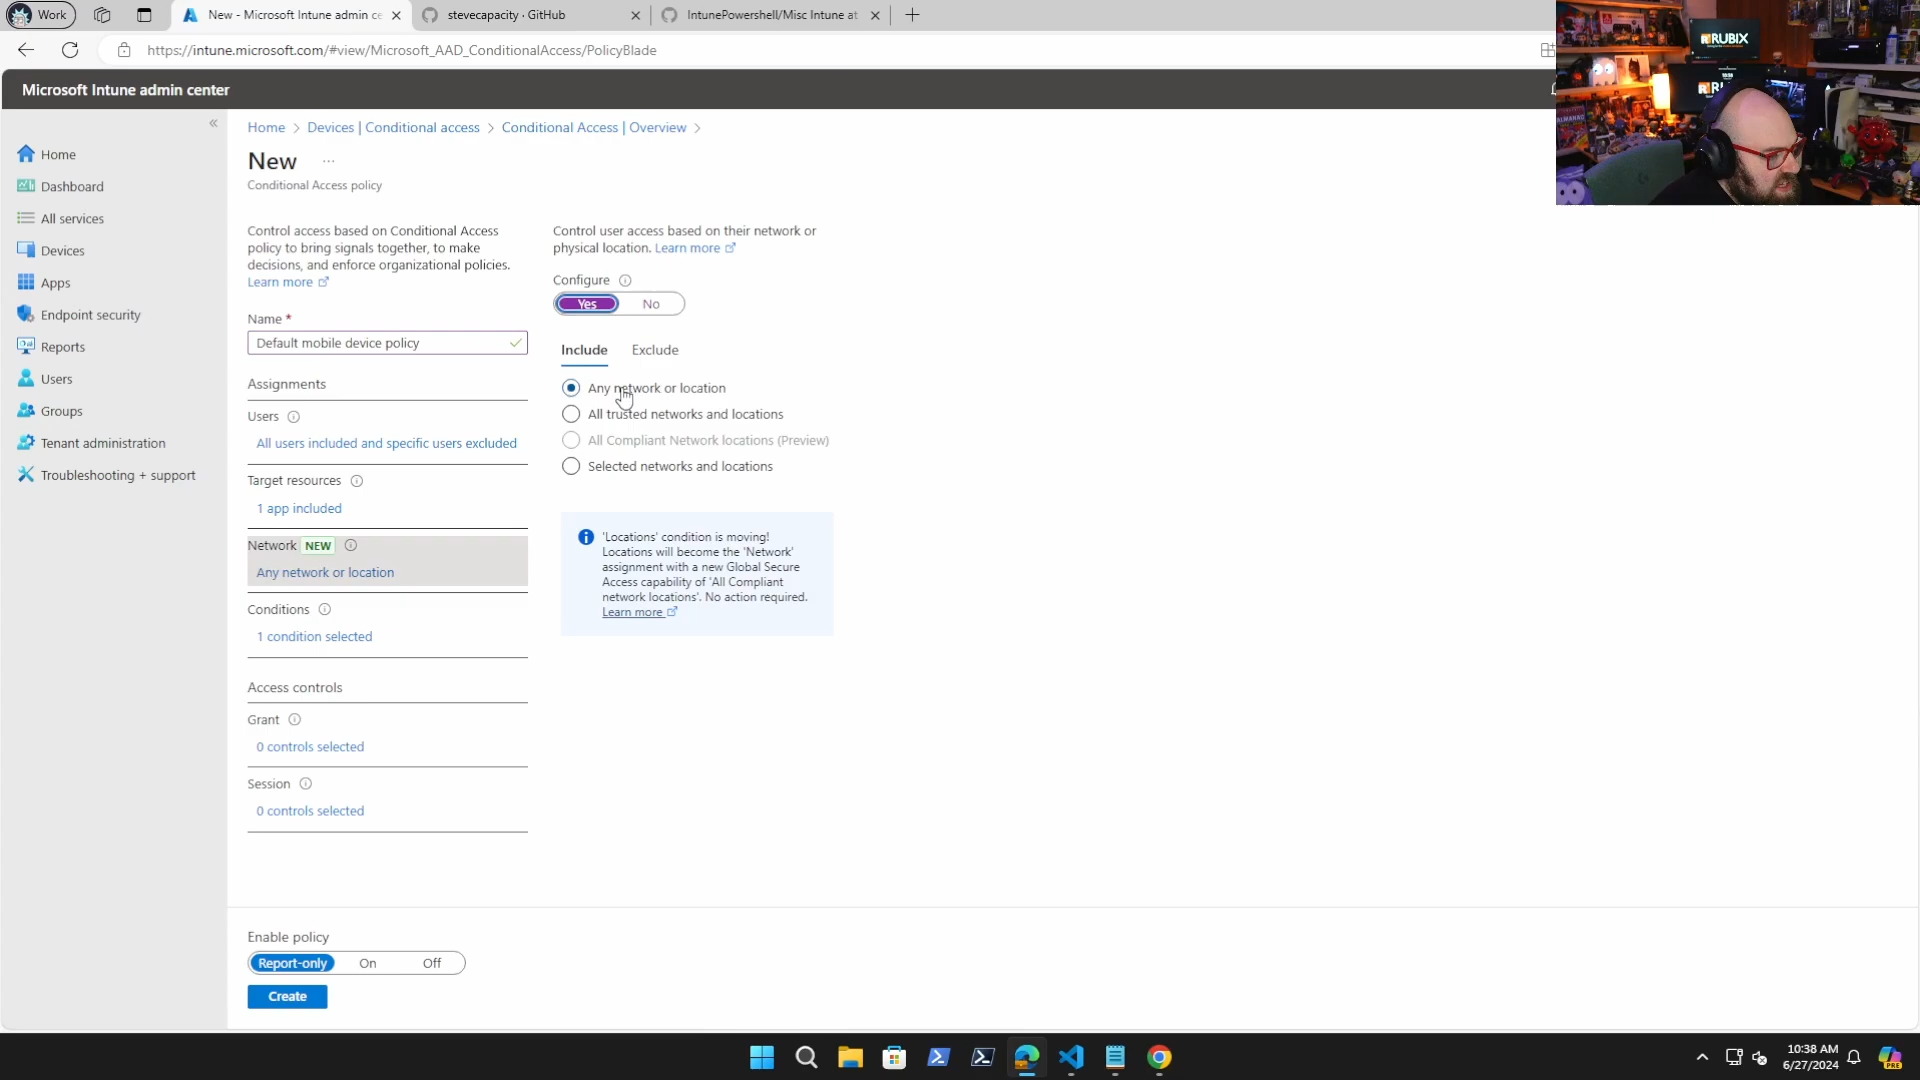 Work
New - Microsoft Intune admin ce
stevecapacity · GitHub
IntunePowershell/Misc Intune at
https://intune.microsoft.com/#view/Microsoft_AAD_ConditionalAccess/PolicyBlade
RUBIX
Microsoft Intune admin center
Home
Dashboard
All services
Devices
Apps
Endpoint security
Reports
Users
Groups
Tenant administration
Troubleshooting + support
Home > Devices | Conditional access > Conditional Access | Overview >
New ...
Conditional Access policy
Control access based on Conditional Access
policy to bring signals together, to make
decisions, and enforce organizational policies.
Learn more
Name *
Default mobile device policy
Assignments
Users
All users included and specific users excluded
Target resources
1 app included
Network NEW
Any network or location
Conditions
1 condition selected
Access controls
Grant
0 controls selected
Session
0 controls selected
Control user access based on their network or
physical location. Learn more
Configure
Yes No
Include Exclude
Any network or location
All trusted networks and locations
All Compliant Network locations (Preview)
Selected networks and locations
'Locations' condition is moving!
Locations will become the 'Network'
assignment with a new Global Secure
Access capability of 'All Compliant
network locations'. No action required.
Learn more
Enable policy
Report-only On Off
Create
10:38 AM
6/27/2024
PRE